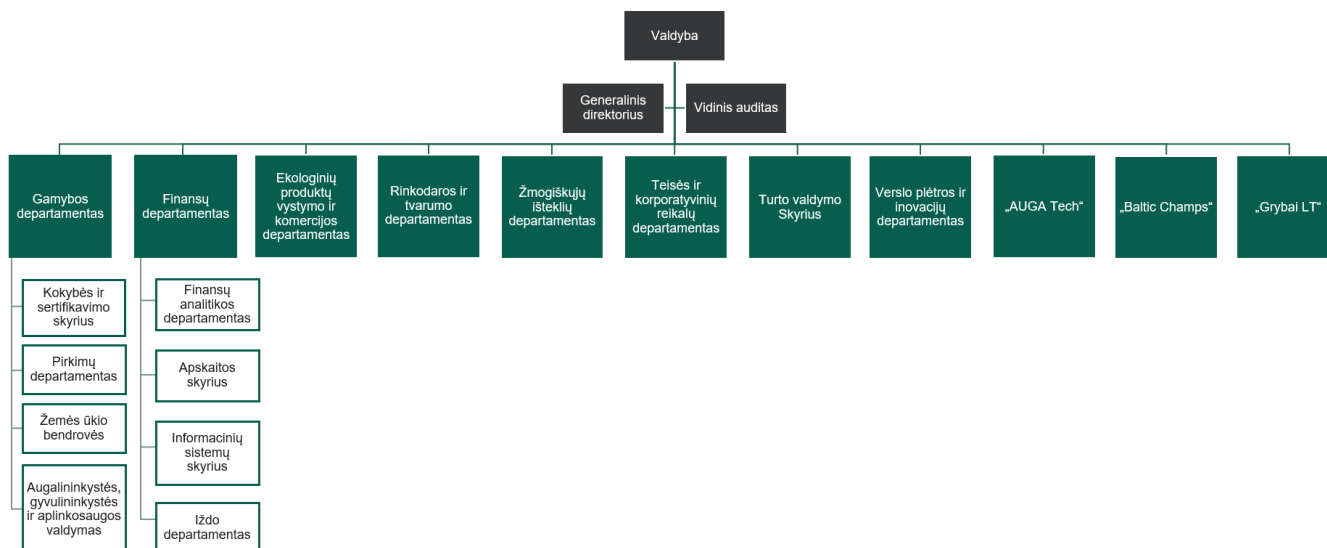 Valdyba
Generalinis
direktorius
Vidinis auditas
Gamybos
departamentas
Finansų
departamentas
Ekologinių
produktų
vystymo ir
komercijos
departamentas
Rinkodaros ir
tvarumo
departamentas
Žmogiškųjų
išteklių
departamentas
Teisės ir
korporatyvinių
reikalų
departamentas
Turto valdymo
Skyrius
Verslo plėtros ir
inovacijų
departamentas
„AUGA Tech“
„Baltic Champs“
„Grybai LT“
Kokybės ir
sertifikavimo
skyrius
Pirkimų
departamentas
Žemės ūkio
bendrovės
Augalininkystės,
gyvulininkystės
ir aplinkosaugos
valdymas
Finansų
analitikos
departamentas
Apskaitos
skyrius
Informacinių
sistemų
skyrius
Iždo
departamentas